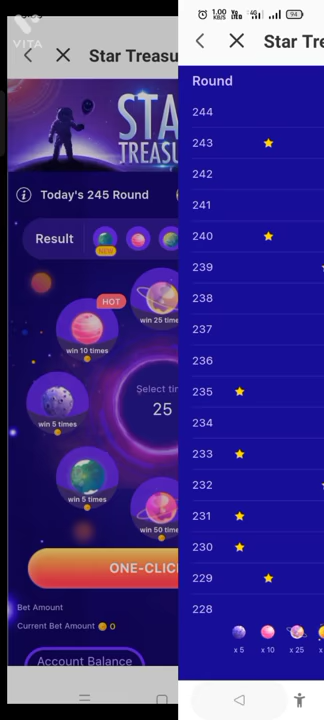 VITA
Star Treasu
STA
TREASU
Today's 245 Round
Result
NEW
HOT
win 25 time
win 10 times
win 5 times
Select tim
25
win 5 times
win 50 time
ONE-CLIC
Bet Amount
Current Bet Amount 0
Account Balance
1.00
KB/S
4G
94
Star Tre
Round
244
243
242
241
240
239
238
237
236
235
234
233
232
231
230
229
228
x 5
x 10
x 25
x